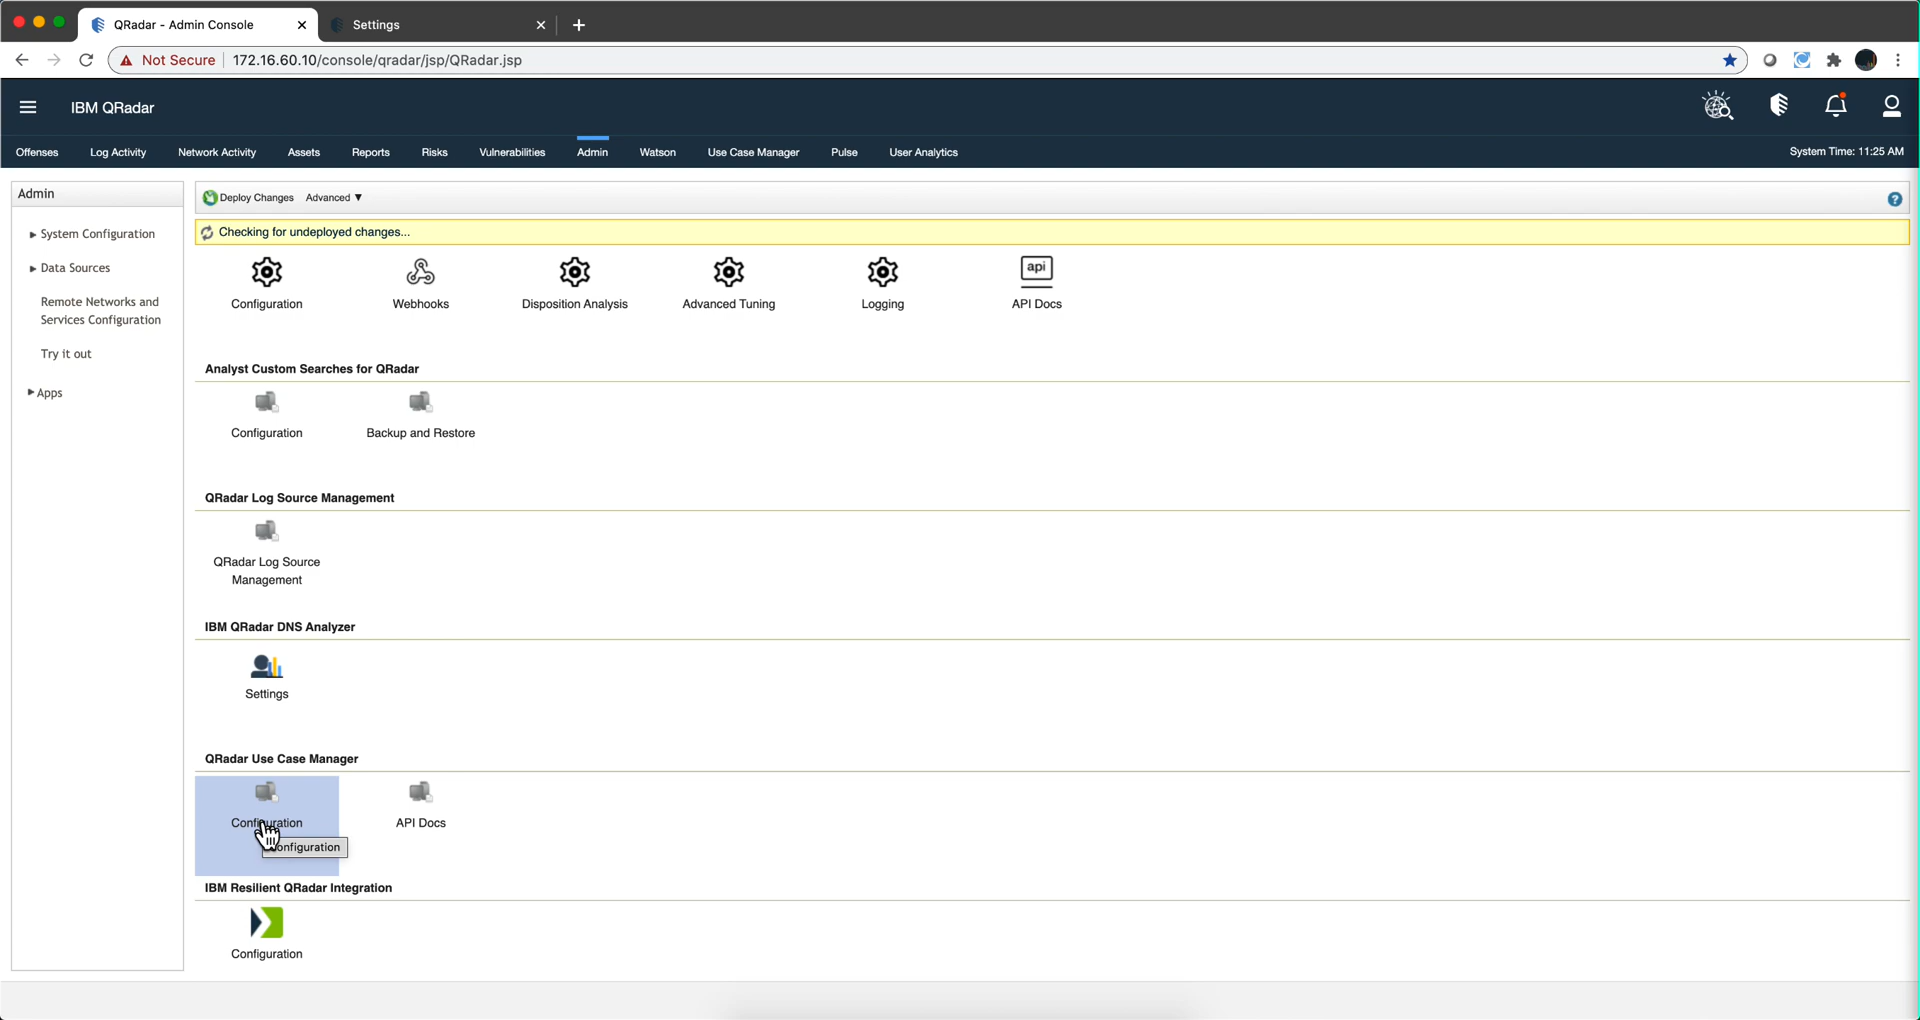 QRadar - Admin Console
Settings
Not Secure
172.16.60.10/console/qradar/jsp/QRadar.jsp
IBM QRadar
Offenses
Log Activity
Network Activity
Assets
Reports
Risks
Vulnerabilities
Admin
Watson
Use Case Manager
Pulse
User Analytics
System Time: 11:25 AM
Admin
System Configuration
Data Sources
Remote Networks and
Services Configuration
Try it out
Apps
Deploy Changes
Advanced ▼
?
Checking for undeployed changes...
Configuration
Webhooks
Disposition Analysis
Advanced Tuning
Logging
api
API Docs
Analyst Custom Searches for QRadar
Configuration
Backup and Restore
QRadar Log Source Management
QRadar Log Source
Management
IBM QRadar DNS Analyzer
Settings
QRadar Use Case Manager
Configuration
Configuration
API Docs
IBM Resilient QRadar Integration
Configuration